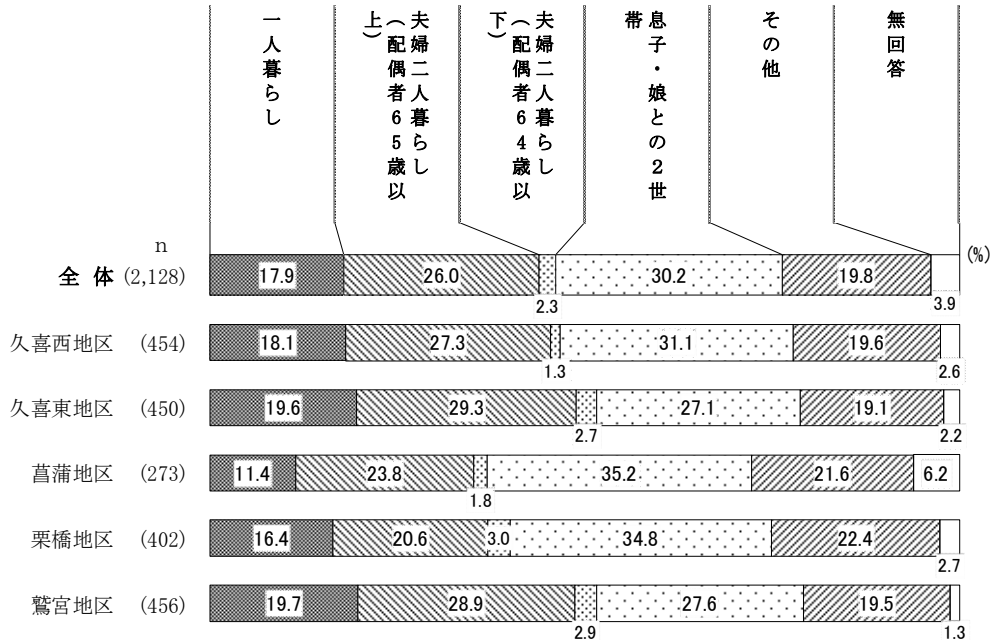 一人暮らし
夫婦二人暮らし
（配偶者６５歳以
上）
夫婦二人暮らし
（配偶者６４歳以
下）
息子・娘との２世
帯
その他
無回答
n
(%)
全 体 (2,128) 17.9 26.0 2.3 30.2 19.8 3.9
久喜西地区 (454) 18.1 27.3 1.3 31.1 19.6 2.6
久喜東地区 (450) 19.6 29.3 2.7 27.1 19.1 2.2
菖蒲地区 (273) 11.4 23.8 1.8 35.2 21.6 6.2
栗橋地区 (402) 16.4 20.6 3.0 34.8 22.4 2.7
鷲宮地区 (456) 19.7 28.9 2.9 27.6 19.5 1.3